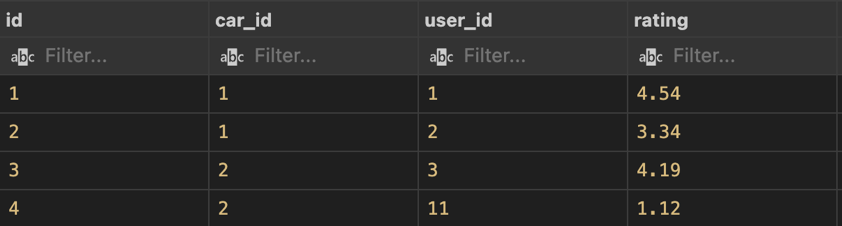 id car_id user_id rating
abc Filter... abc Filter... abc Filter... abc Filter...
1 1 1 4.54
2 1 2 3.34
3 2 3 4.19
4 2 11 1.12